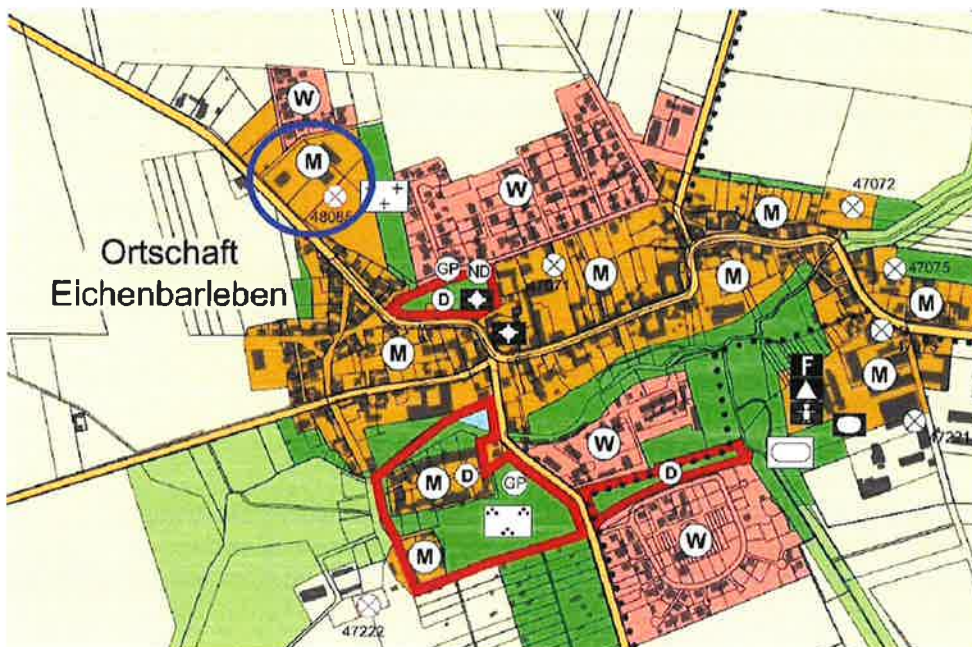 W
M
48085
W
47072
M
Ortschaft
Eichenbarleben
GP
ND
D
M
M
47075
M
M
M
F
W
47221
D
M
D
GP
W
M
47222